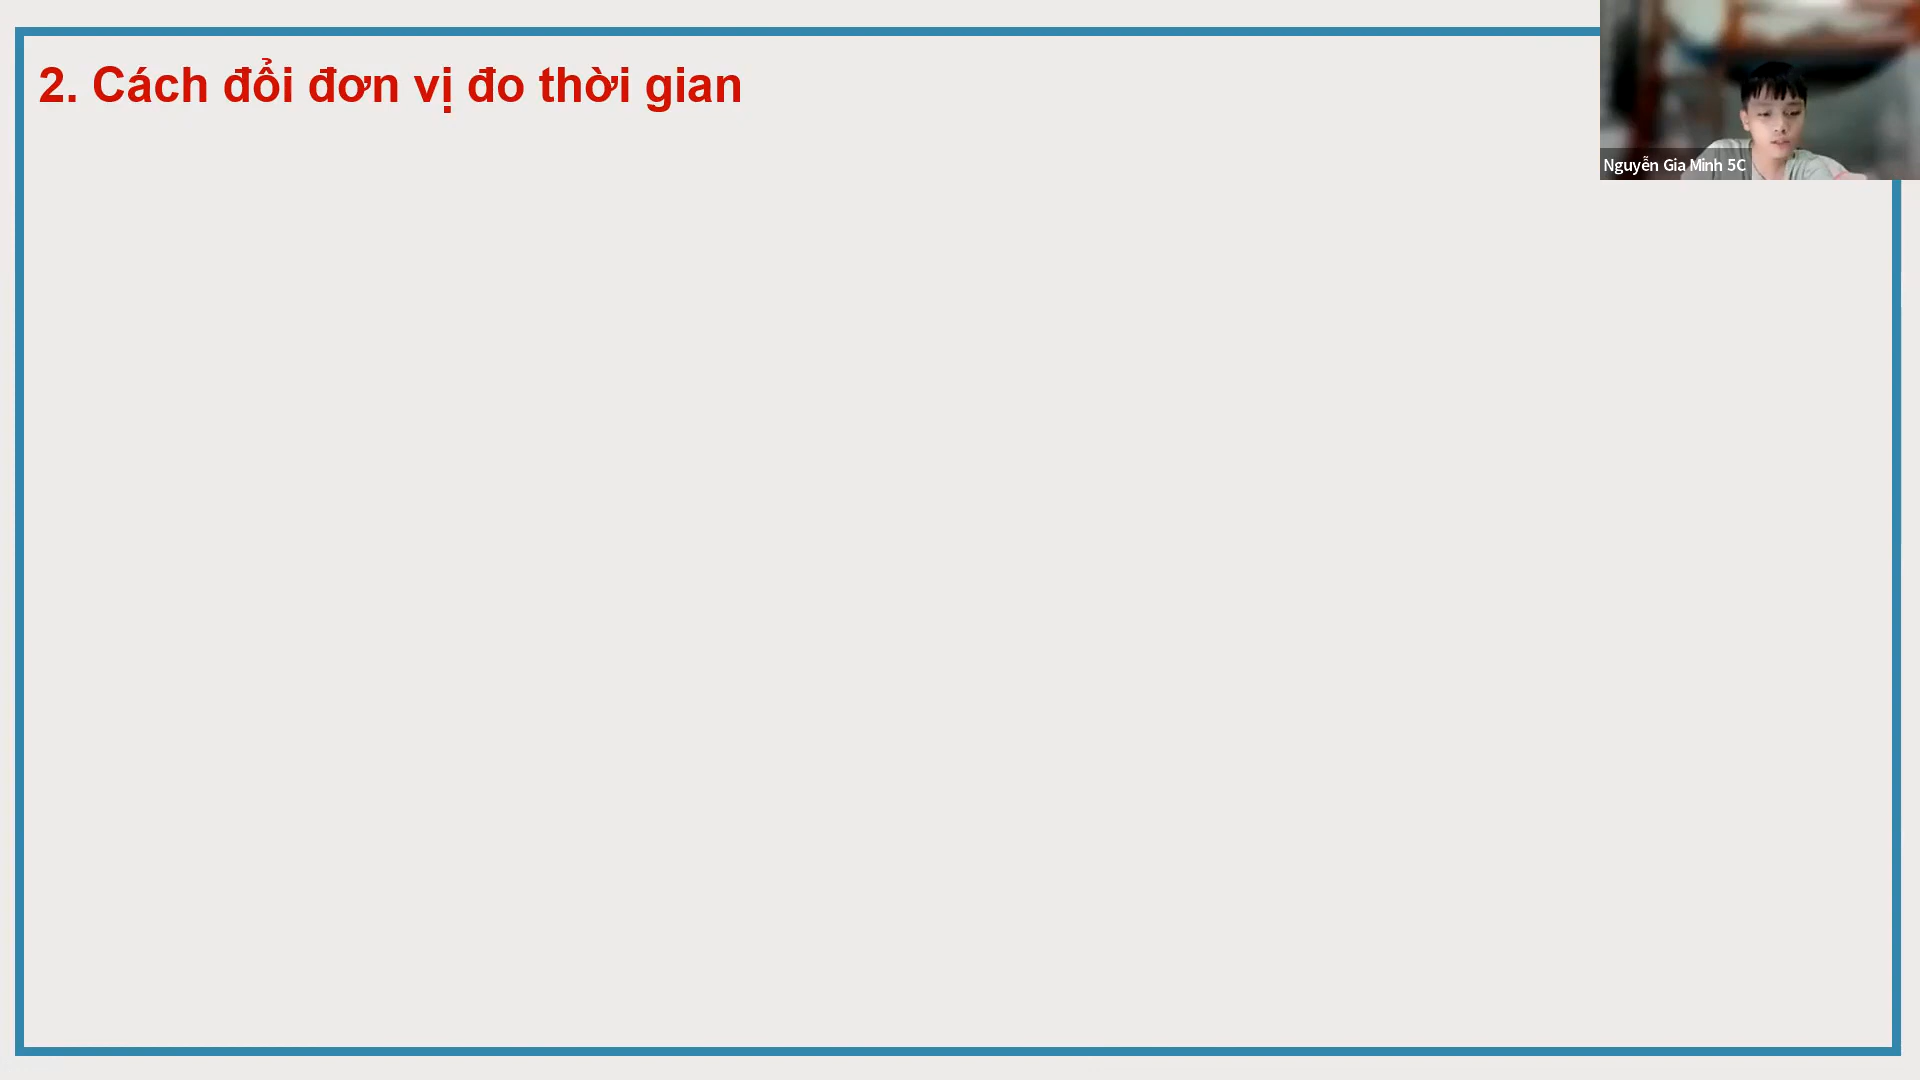 2. Cách đổi đơn vị đo thời gian
Nguyễn Gia Minh 5C